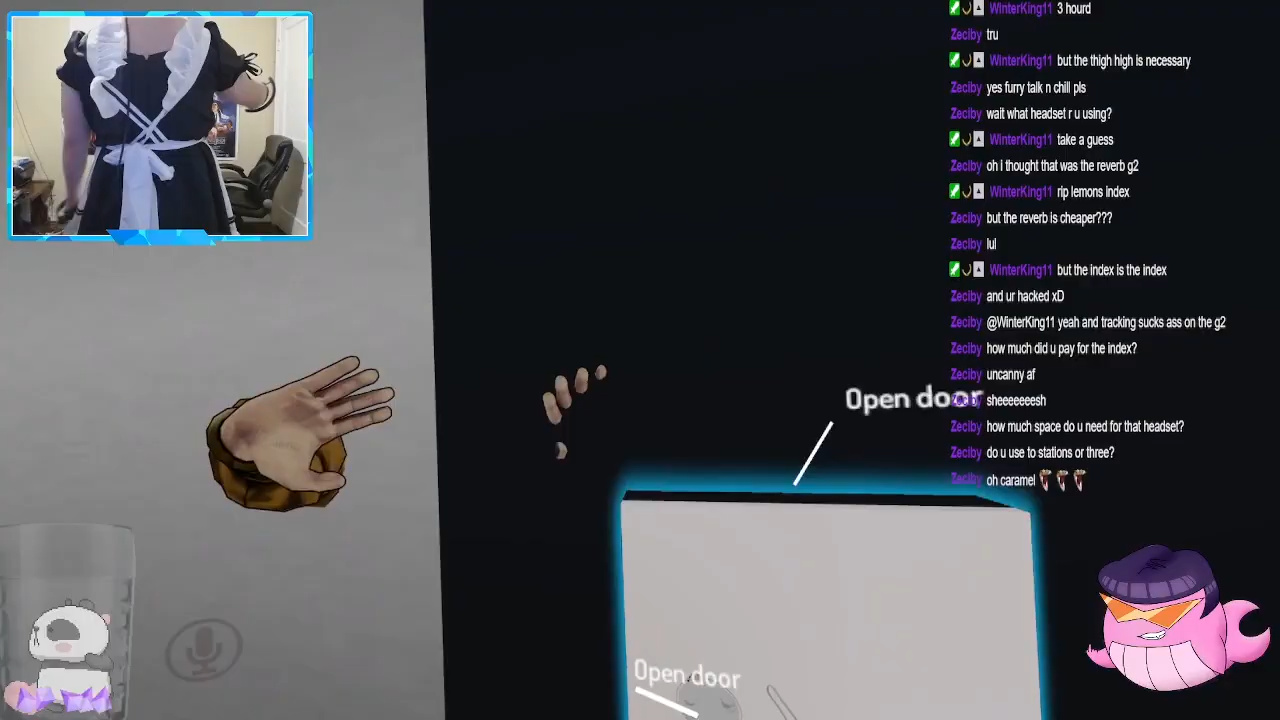 WinterKing11 3 hourd
Zeciby tru
WinterKing11 but the thigh high is necessary
Zeciby yes furry talk n chill pls
Zeciby wait what headset r u using?
WinterKing11 take a guess
Zeciby oh i thought that was the reverb g2
WinterKing11 rip lemons index
Zeciby but the reverb is cheaper???
Zeciby lul
WinterKing11 but the index is the index
Zeciby and ur hacked xD
Zeciby @WinterKing11 yeah and tracking sucks ass on the g2
Zeciby how much did u pay for the index?
Zeciby uncanny af
Zeciby sheeeeeesh
Zeciby how much space do u need for that headset?
Zeciby do u use to stations or three?
Zeciby oh caramel
Open door
Open door